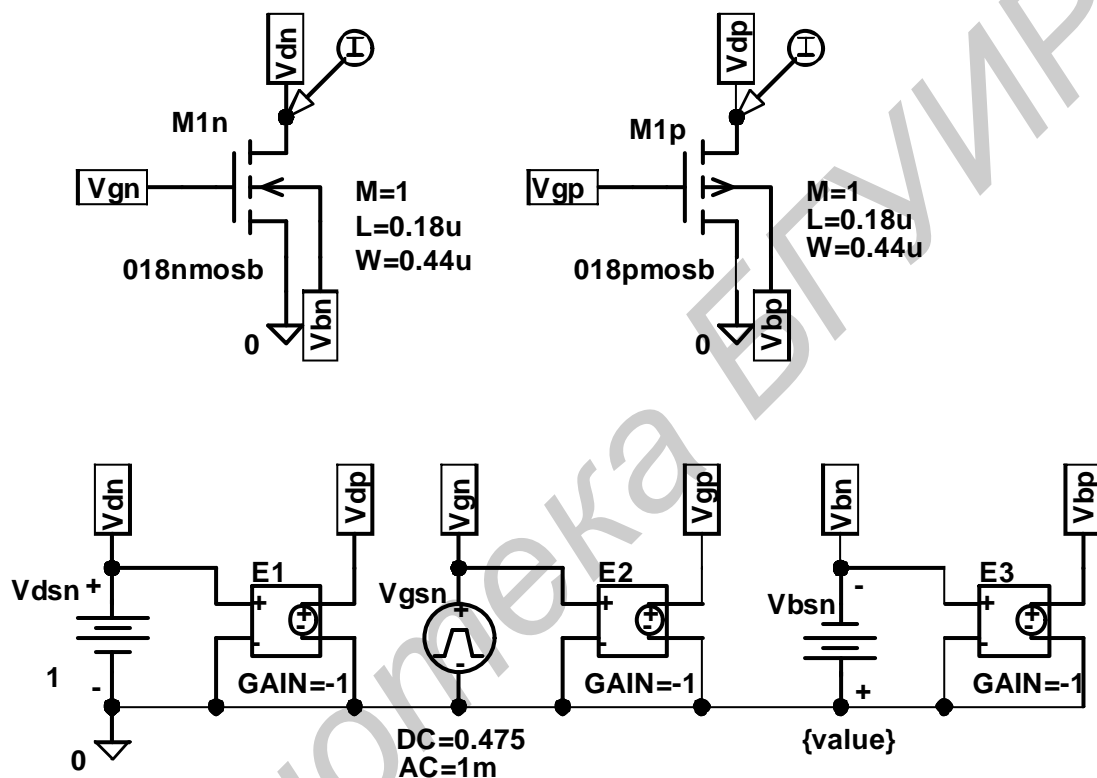 Vdn
I
Vdp
I
M1n
M1p
Vgn
Vgp
M=1
L=0.18u
W=0.44u
M=1
L=0.18u
W=0.44u
018nmosb
018pmosb
Vbn
Vbp
0
0
Vdn
Vdp
Vgn
Vgp
Vbn
Vbp
E1
E2
E3
Vdsn
+
-
1
Vgsn
+
-
Vbsn
-
+
+
-
+
-
+
-
+
-
+
-
+
-
GAIN=-1
GAIN=-1
GAIN=-1
0
DC=0.475
AC=1m
{value}
отека БГУИР